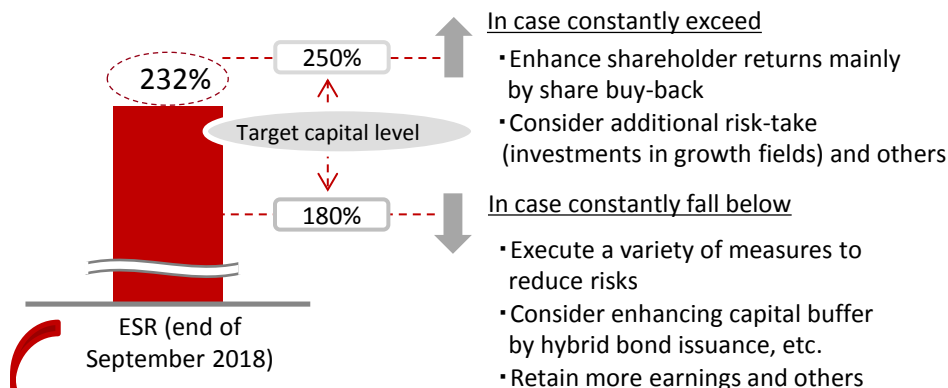 232%
250%
Target capital level
180%
ESR (end of
September 2018)
In case constantly exceed
・Enhance shareholder returns mainly
by share buy-back
・Consider additional risk-take
(investments in growth fields) and others
In case constantly fall below
・Execute a variety of measures to
reduce risks
・Consider enhancing capital buffer
by hybrid bond issuance, etc.
・Retain more earnings and others